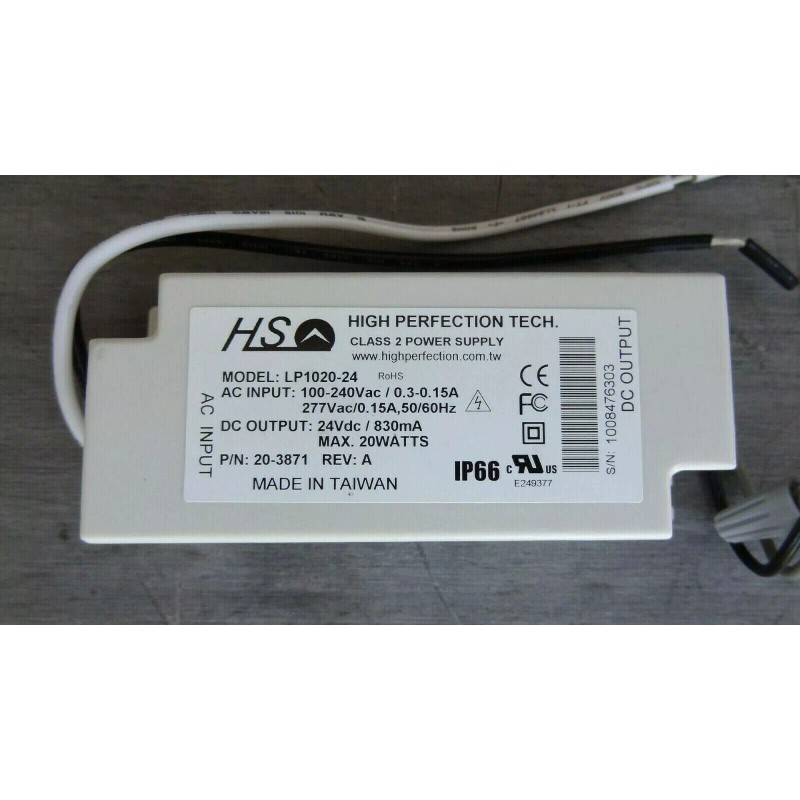 HS
HIGH PERFECTION TECH.
CLASS 2 POWER SUPPLY
www.highperfection.com.tw
MODEL: LP1020-24 RoHS
AC INPUT: 100-240Vac / 0.3-0.15A
277Vac/0.15A,50/60Hz
DC OUTPUT: 24Vdc / 830mA
MAX. 20WATTS
P/N: 20-3871 REV: A
MADE IN TAIWAN
AC INPUT
CE
FC
IP66
c RU US
E249377
S/N: 1008476303
DC OUTPUT